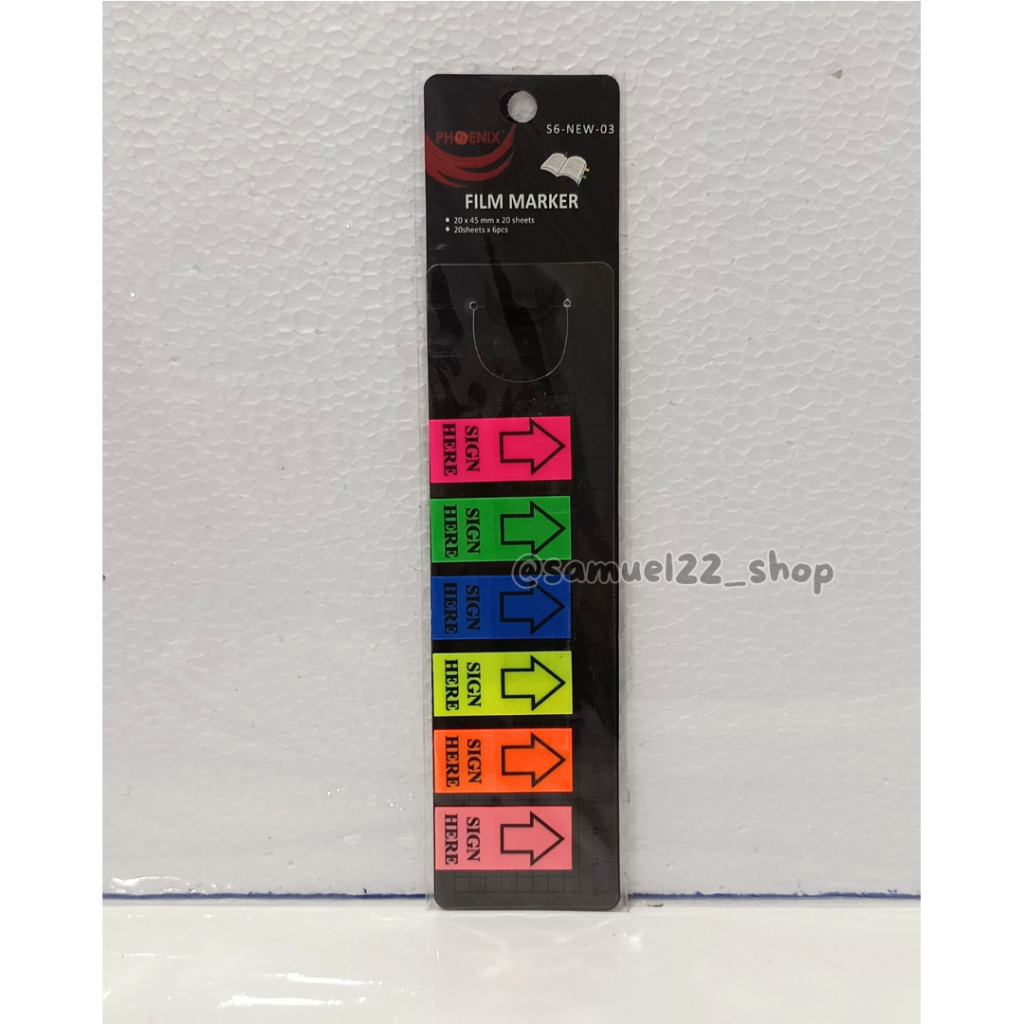 PHOENIX
S6-NEW-03
FILM MARKER
• 20 x 45 mm x 20 sheets
• 20sheets x 6pcs
SIGN
HERE
SIGN
HERE
@samuel22_shop
SIGN
HERE
SIGN
HERE
SIGN
HERE
SIGN
HERE